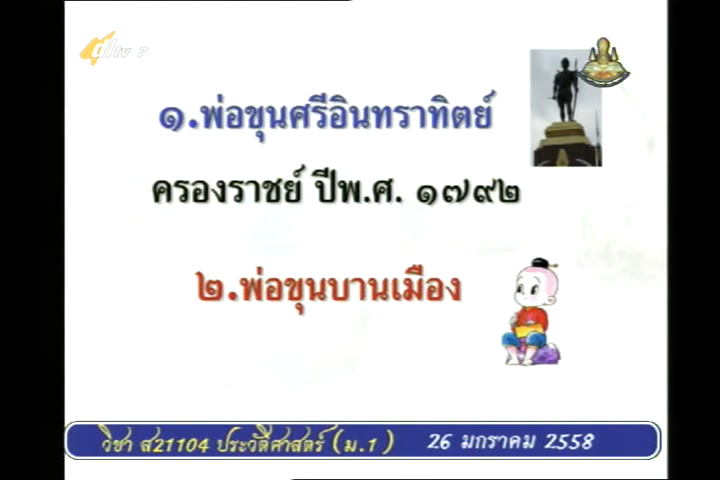 dltv 7
๑.พ่อขุนศรีอินทราทิตย์
ครองราชย์ ปีพ.ศ. ๑๗๙๒
๒.พ่อขุนบานเมือง
วิชา ส21104 ประวัติศาสตร์ (ม.1) 26 มกราคม 2558